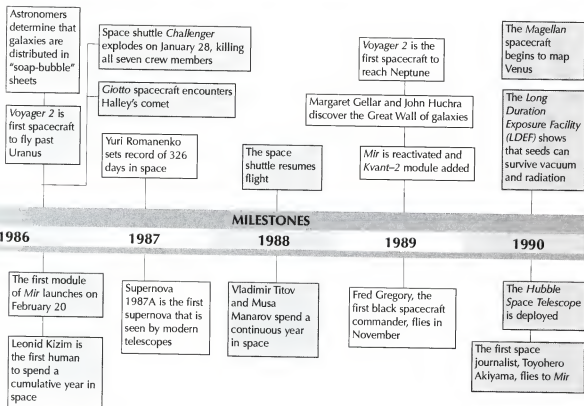 Astronomers
determine that
galaxies are
distributed in
"soap-bubble"
sheets
Voyager 2 is
first spacecraft
to fly past
Uranus
Space shuttle Challenger
explodes on January 28, killing
all seven crew members
Giotto spacecraft encounters
Halley's comet
Yuri Romanenko
sets record of 326
days in space
The space
shuttle resumes
flight
Voyager 2 is the
first spacecraft to
reach Neptune
Margaret Gellar and John Huchra
discover the Great Wall of galaxies
Mir is reactivated and
Kvant–2 module added
The Magellan
spacecraft
begins to map
Venus
The Long
Duration
Exposure Facility
(LDEF) shows
that seeds can
survive vacuum
and radiation
MILESTONES
1986 1987 1988 1989 1990
The first module
of Mir launches on
February 20
Leonid Kizim is
the first human
to spend a
cumulative year in
space
Supernova
1987A is the first
supernova that is
seen by modern
telescopes
Vladimir Titov
and Musa
Manarov spend a
continuous year
in space
Fred Gregory, the
first black spacecraft
commander, flies in
November
The Hubble
Space Telescope
is deployed
The first space
journalist, Toyohero
Akiyama, flies to Mir